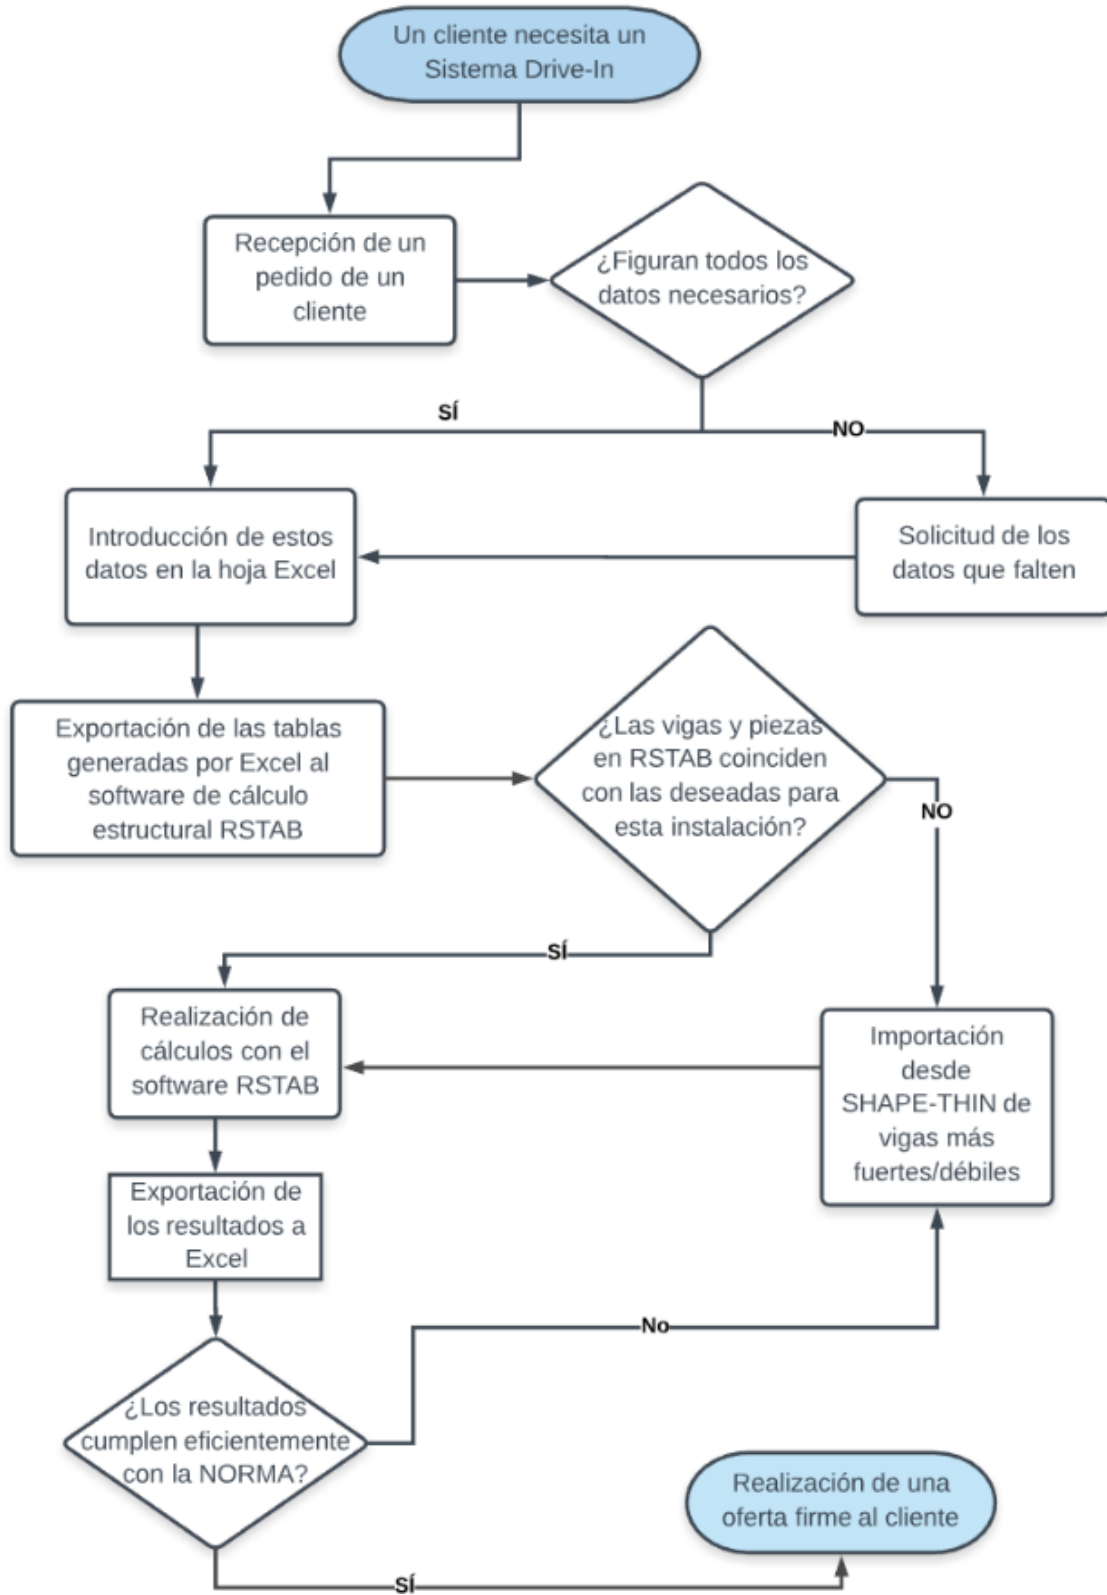 Un cliente necesita un
Sistema Drive-In
Recepción de un
pedido de un
cliente
¿Figuran todos los
datos necesarios?
SÍ
NO
Introducción de estos
datos en la hoja Excel
Solicitud de los
datos que falten
Exportación de las tablas
generadas por Excel al
software de cálculo
estructural RSTAB
¿Las vigas y piezas
en RSTAB coinciden
con las deseadas para
esta instalación?
NO
SÍ
Realización de
cálculos con el
software RSTAB
Importación
desde
SHAPE-THIN de
vigas más
fuertes/débiles
Exportación de
los resultados a
Excel
No
¿Los resultados
cumplen eficientemente
con la NORMA?
Realización de una
oferta firme al cliente
SÍ